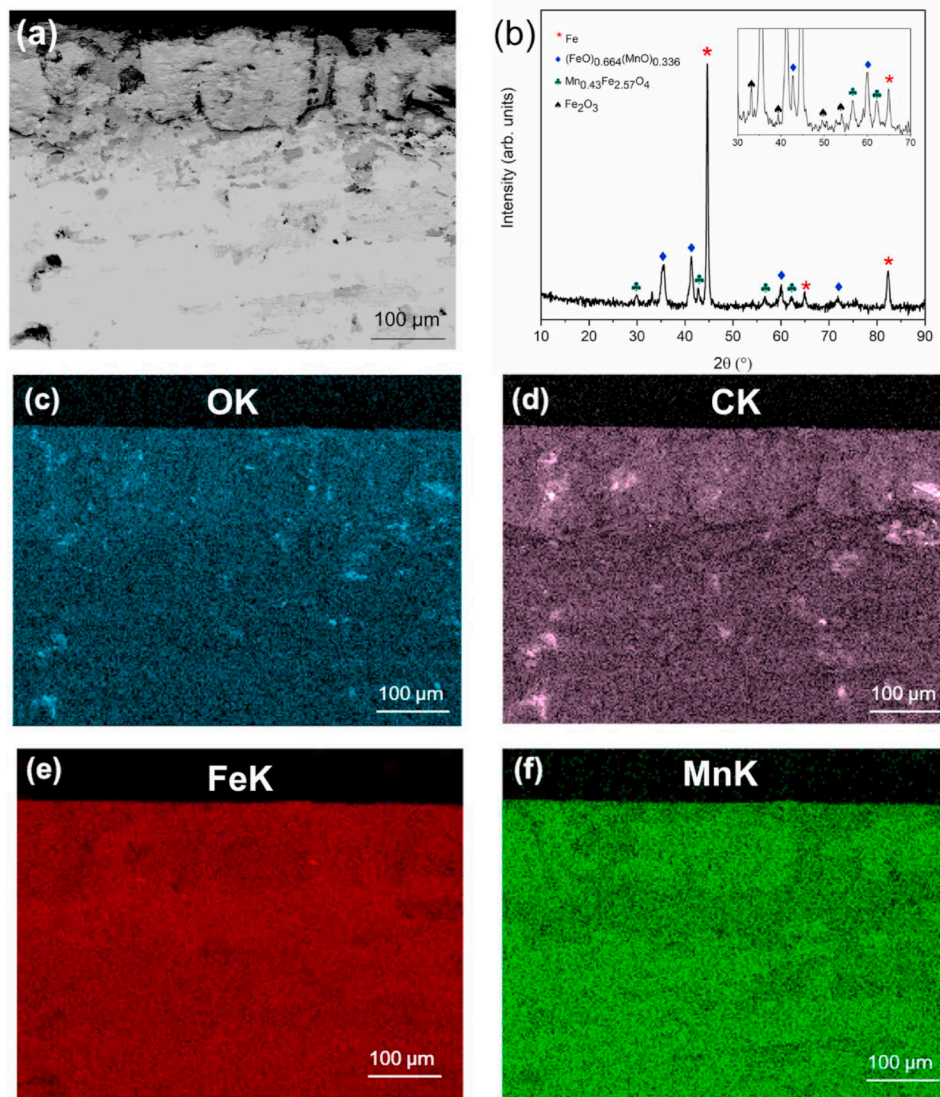 (a)
100 µm
(b)
* Fe
♦ (FeO)0.664(MnO)0.336
♣ Mn0.43Fe2.57O4
♠ Fe2O3
30 40 50 60 70
Intensity (arb. units)
10 20 30 40 50 60 70 80 90
2θ (°)
(c)
OK
100 µm
(d)
CK
100 µm
(e)
FeK
100 µm
(f)
MnK
100 µm